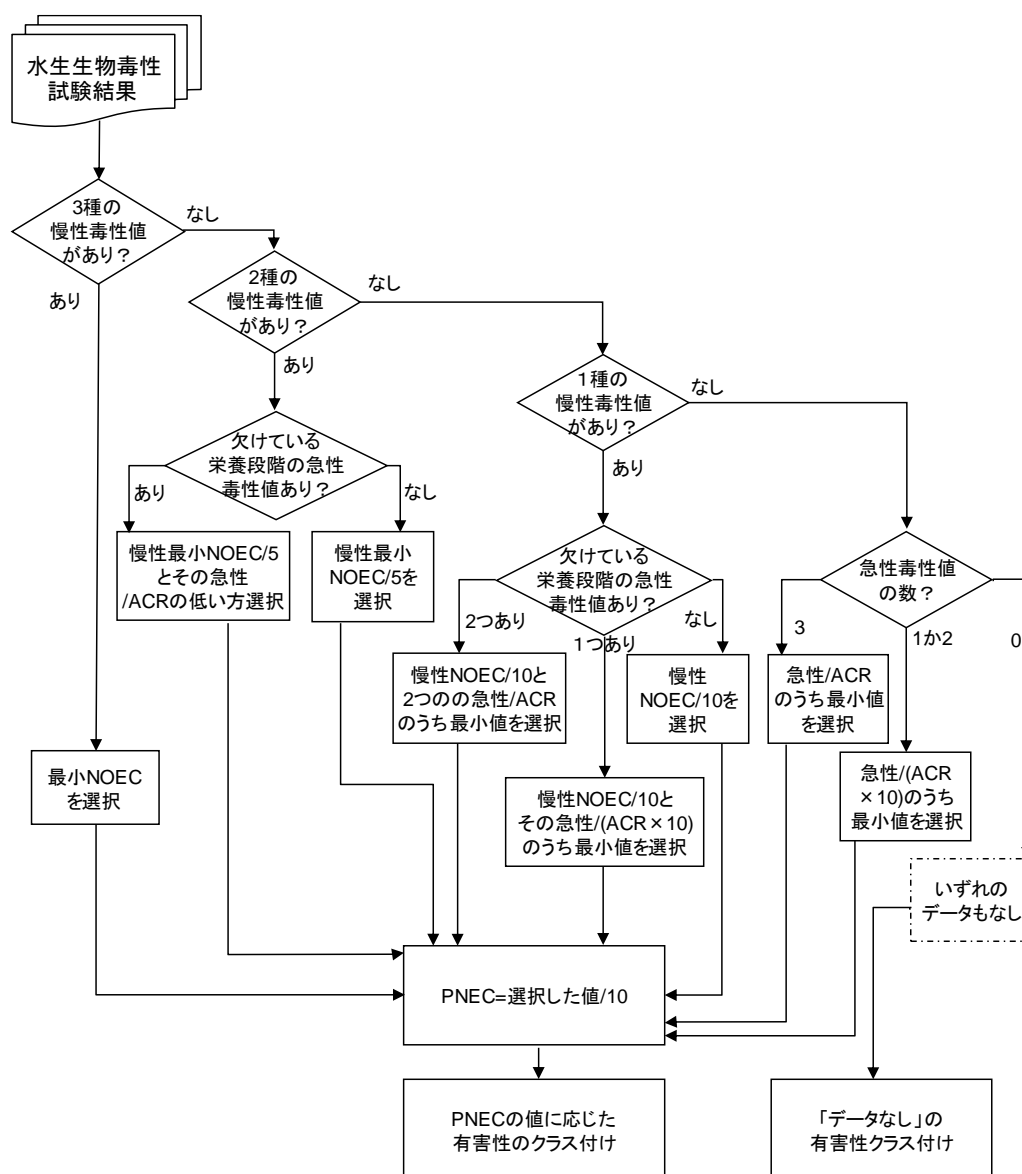 水生生物毒性
試験結果
3種の
慢性毒性値
があり？
なし
あり
2種の
慢性毒性値
があり？
なし
あり
１種の
慢性毒性値
があり？
なし
あり
欠けている
栄養段階の急性
毒性値あり？
あり
なし
慢性最小NOEC/5
とその急性
/ACRの低い方選択
慢性最小
NOEC/5を
選択
欠けている
栄養段階の急性
毒性値あり？
2つあり
１つあり
なし
急性毒性値
の数？
3
1か2
0
慢性NOEC/10と
2つのの急性/ACR
のうち最小値を選択
慢性
NOEC/10を
選択
急性/ACR
のうち最小値
を選択
最小NOEC
を選択
慢性NOEC/10と
その急性/(ACR×10)
のうち最小値を選択
急性/(ACR
×10)のうち
最小値を選択
いずれの
データもなし
PNEC=選択した値/10
PNECの値に応じた
有害性のクラス付け
「データなし」の
有害性クラス付け